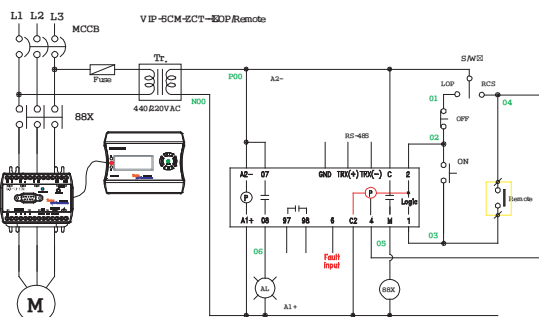 L1 L2 L3
MCCB
VIP-5CM-ZCT-EOP/Remote
Tr.
Fuse
440/220VAC
P00
N00
A2-
S/W
LOP
RCS
01
04
OFF
02
ON
03
Remote
88X
RS-485
A2- 07
GND TRX(+) TRX(-) C 2
P
P
Logic
A1+ 08 97 98 6 C2 4 M 1
06
05
Fault
input
AL
88X
A1+
M